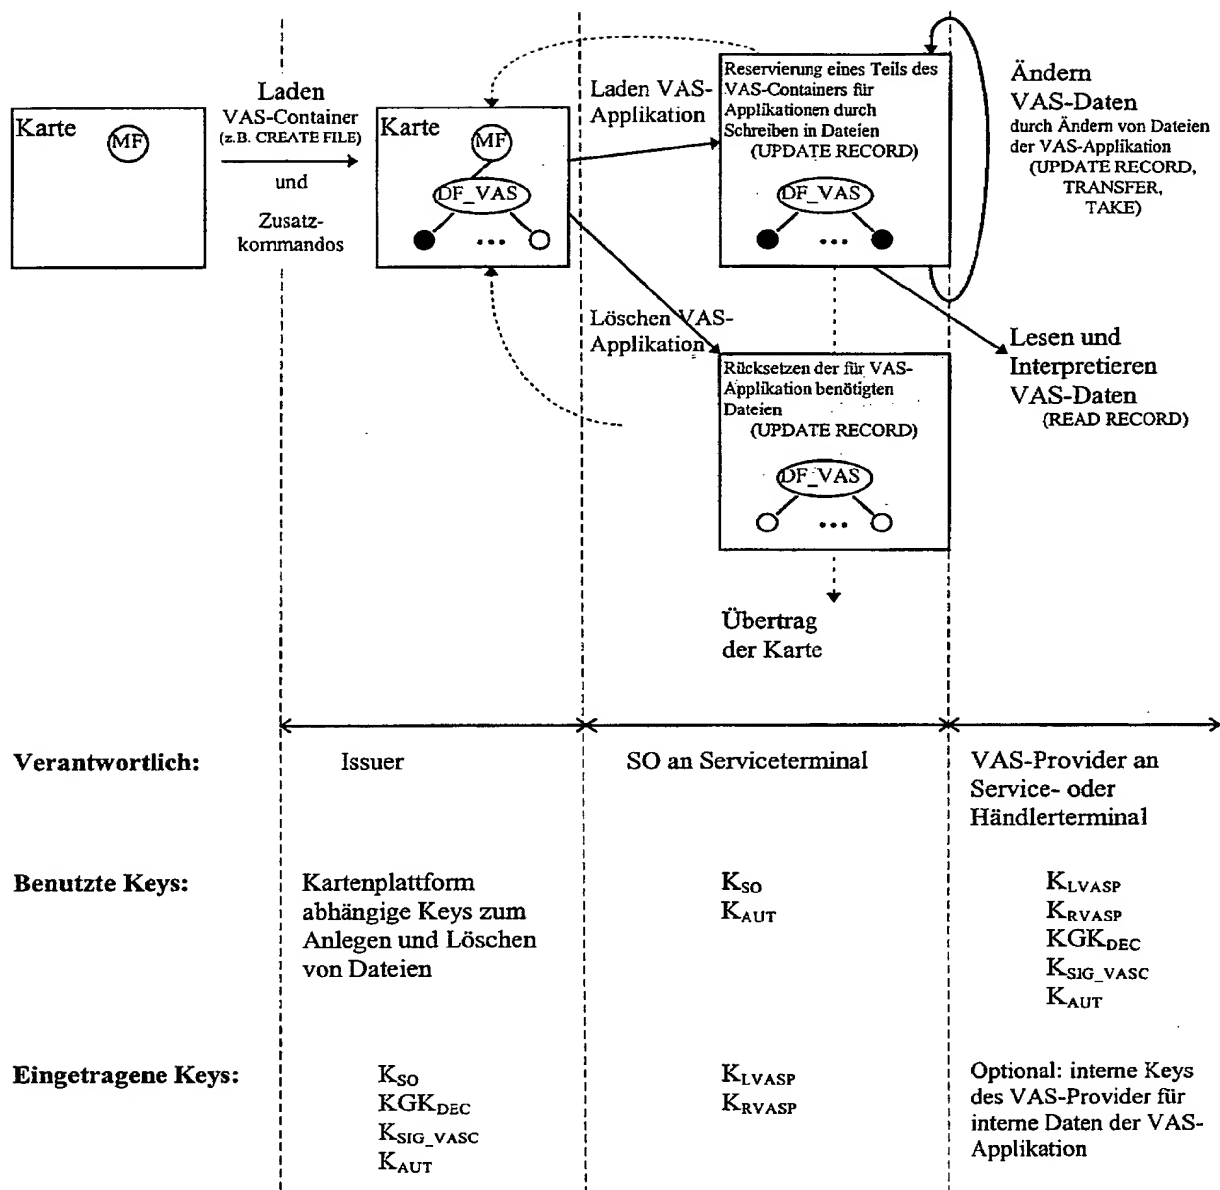 Karte
MF
Laden
VAS-Container
(z.B. CREATE FILE)
und
Zusatz-
kommandos
Karte
MF
DF_VAS
...
Laden VAS-
Applikation
Reservierung eines Teils des
VAS-Containers für
Applikationen durch
Schreiben in Dateien
(UPDATE RECORD)
DF_VAS
...
Ändern
VAS-Daten
durch Ändern von Dateien
der VAS-Applikation
(UPDATE RECORD,
TRANSFER,
TAKE)
Löschen VAS-
Applikation
Rücksetzen der für VAS-
Applikation benötigten
Dateien
(UPDATE RECORD)
DF_VAS
...
Lesen und
Interpretieren
VAS-Daten
(READ RECORD)
Übertrag
der Karte
Verantwortlich:
Issuer
SO an Serviceterminal
VAS-Provider an
Service- oder
Händlerterminal
Benutzte Keys:
Kartenplattform
abhängige Keys zum
Anlegen und Löschen
von Dateien
K_SO
K_AUT
K_LVASP
K_RVASP
KGK_DEC
K_SIG_VASC
K_AUT
Eingetragene Keys:
K_SO
KGK_DEC
K_SIG_VASC
K_AUT
K_LVASP
K_RVASP
Optional: interne Keys
des VAS-Provider für
interne Daten der VAS-
Applikation